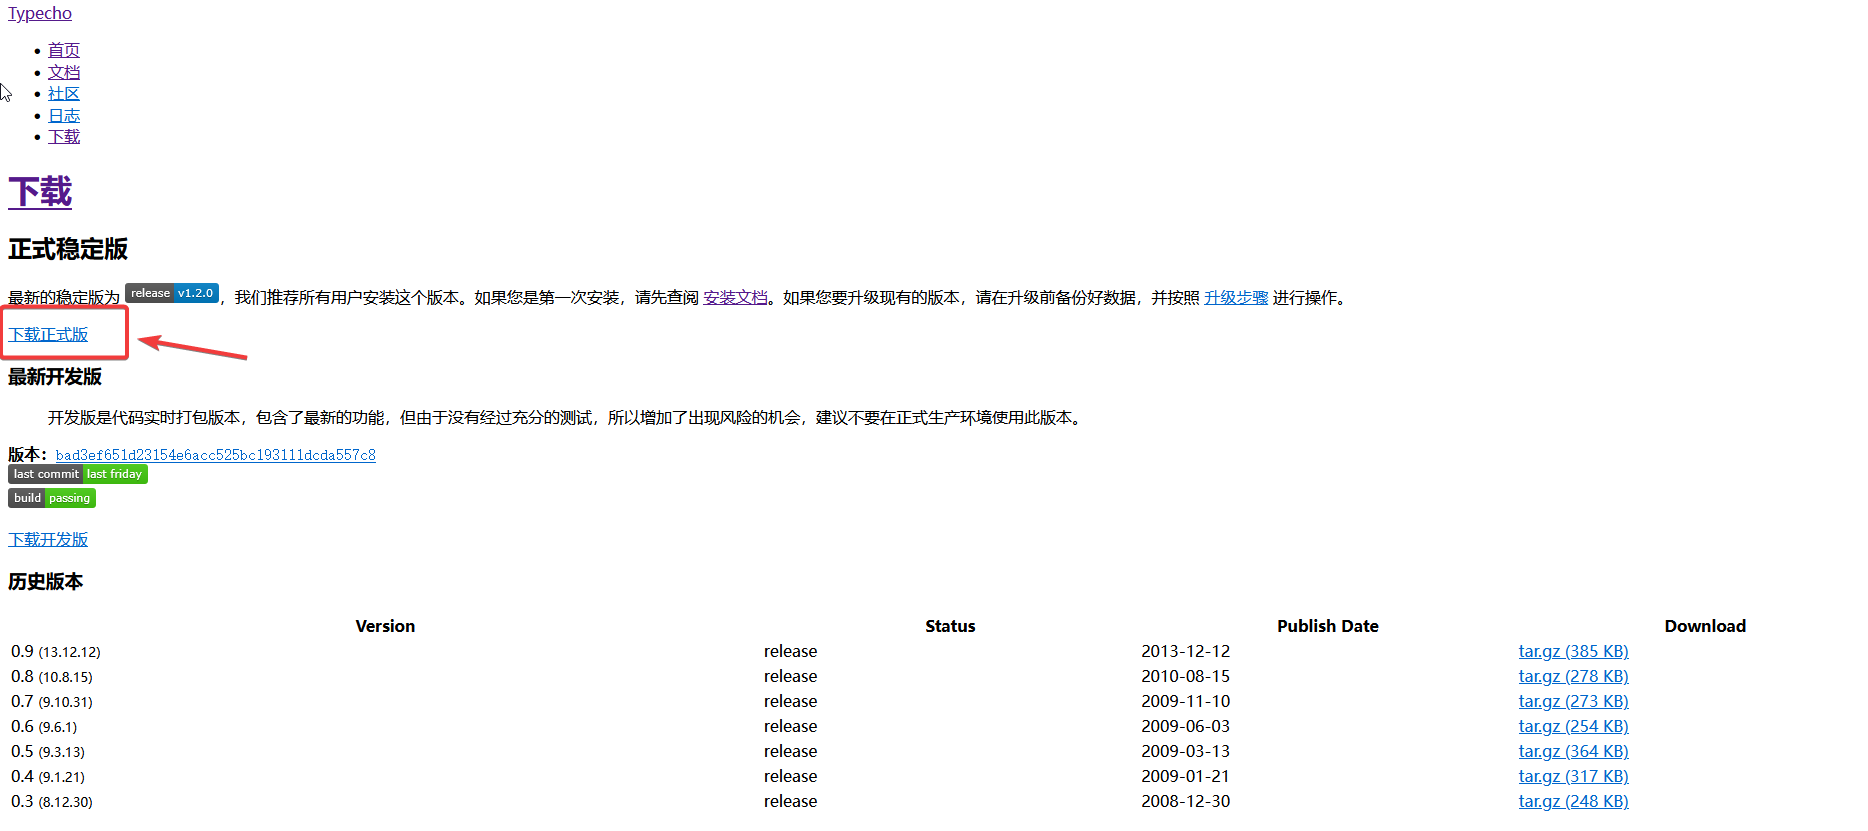 Typecho
首页
文档
社区
日志
下载
下载
正式稳定版
最新的稳定版为 release v1.2.0，我们推荐所有用户安装这个版本。如果您是第一次安装，请先查阅 安装文档。如果您要升级现有的版本，请在升级前备份好数据，并按照 升级步骤 进行操作。
下载正式版
最新开发版
开发版是代码实时打包版本，包含了最新的功能，但由于没有经过充分的测试，所以增加了出现风险的机会，建议不要在正式生产环境使用此版本。
版本：bad3ef651d23154e6acc525bc193111dcda557c8
last commit last friday
build passing
下载开发版
历史版本
Version Status Publish Date Download
0.9 (13.12.12) release 2013-12-12 tar.gz (385 KB)
0.8 (10.8.15) release 2010-08-15 tar.gz (278 KB)
0.7 (9.10.31) release 2009-11-10 tar.gz (273 KB)
0.6 (9.6.1) release 2009-06-03 tar.gz (254 KB)
0.5 (9.3.13) release 2009-03-13 tar.gz (364 KB)
0.4 (9.1.21) release 2009-01-21 tar.gz (317 KB)
0.3 (8.12.30) release 2008-12-30 tar.gz (248 KB)